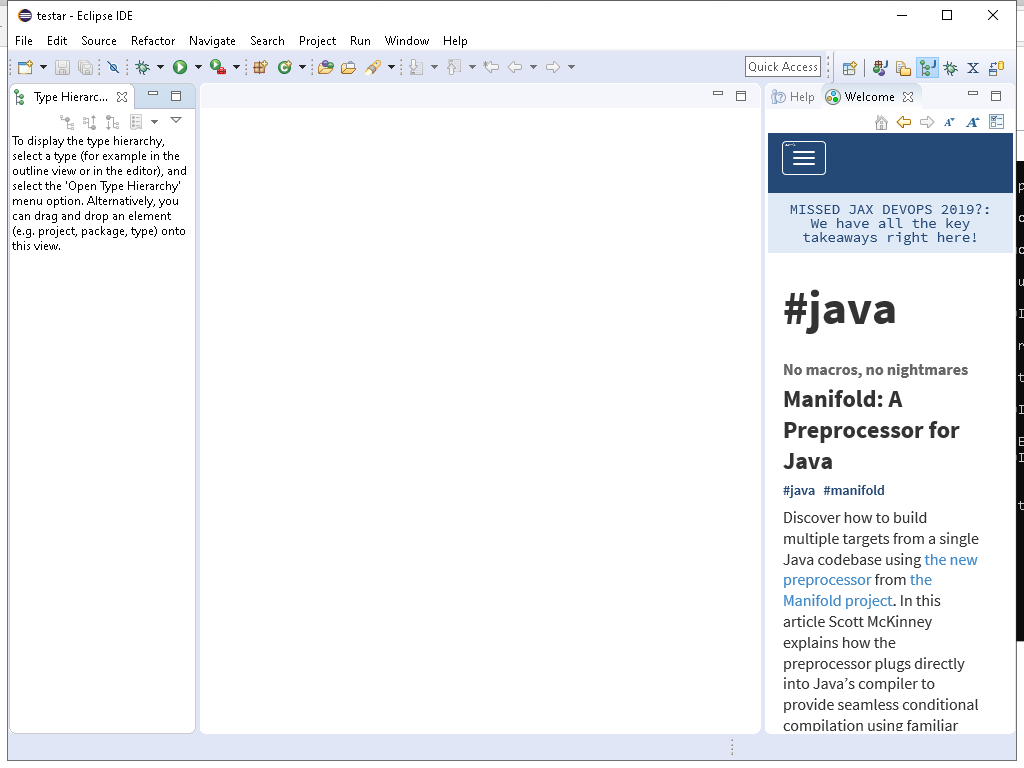 testar - Eclipse IDE
File Edit Source Refactor Navigate Search Project Run Window Help
Quick Access
Type Hierarc...
To display the type hierarchy,
select a type (for example in the
outline view or in the editor), and
select the 'Open Type Hierarchy'
menu option. Alternatively, you
can drag and drop an element
(e.g. project, package, type) onto
this view.
Help Welcome
MISSED JAX DEVOPS 2019?:
We have all the key
takeaways right here!
#java
No macros, no nightmares
Manifold: A
Preprocessor for
Java
#java #manifold
Discover how to build
multiple targets from a single
Java codebase using the new
preprocessor from the
Manifold project. In this
article Scott McKinney
explains how the
preprocessor plugs directly
into Java’s compiler to
provide seamless conditional
compilation using familiar